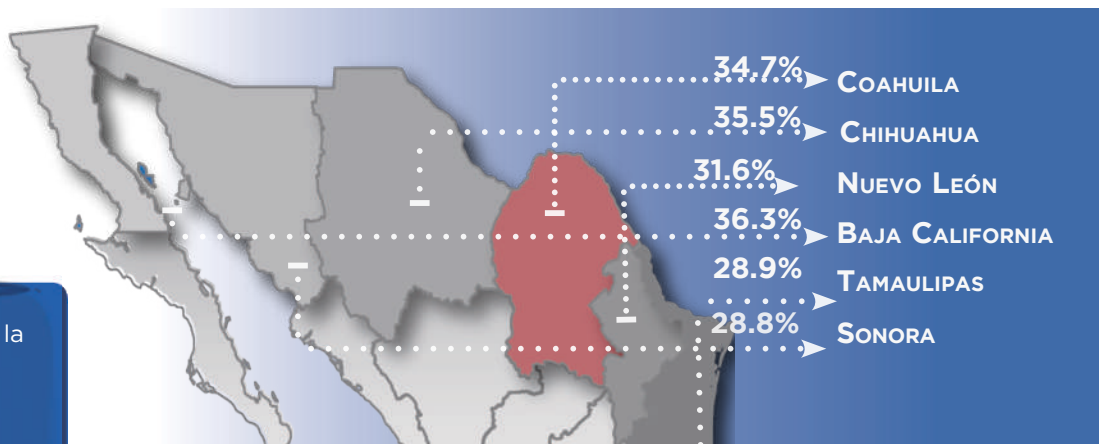 34.7% Coahuila
35.5% Chihuahua
31.6% Nuevo León
36.3% Baja California
28.9% Tamaulipas
28.8% Sonora
la